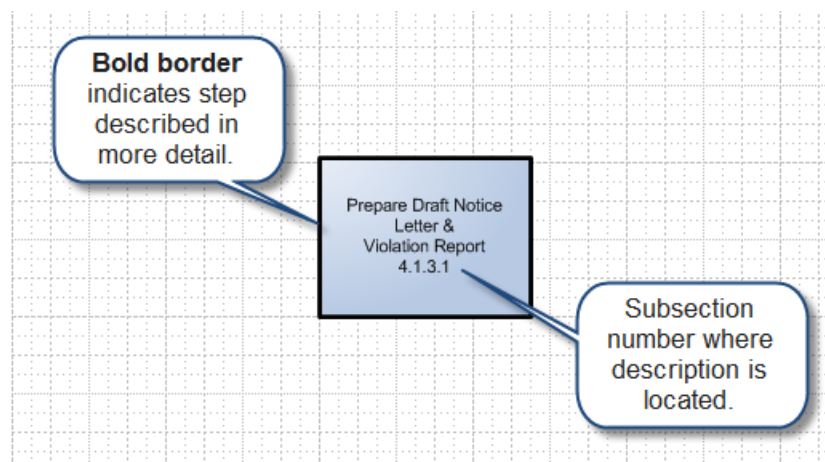 Bold border
indicates step
described in
more detail.
Prepare Draft Notice
Letter &
Violation Report
4.1.3.1
Subsection
number where
description is
located.